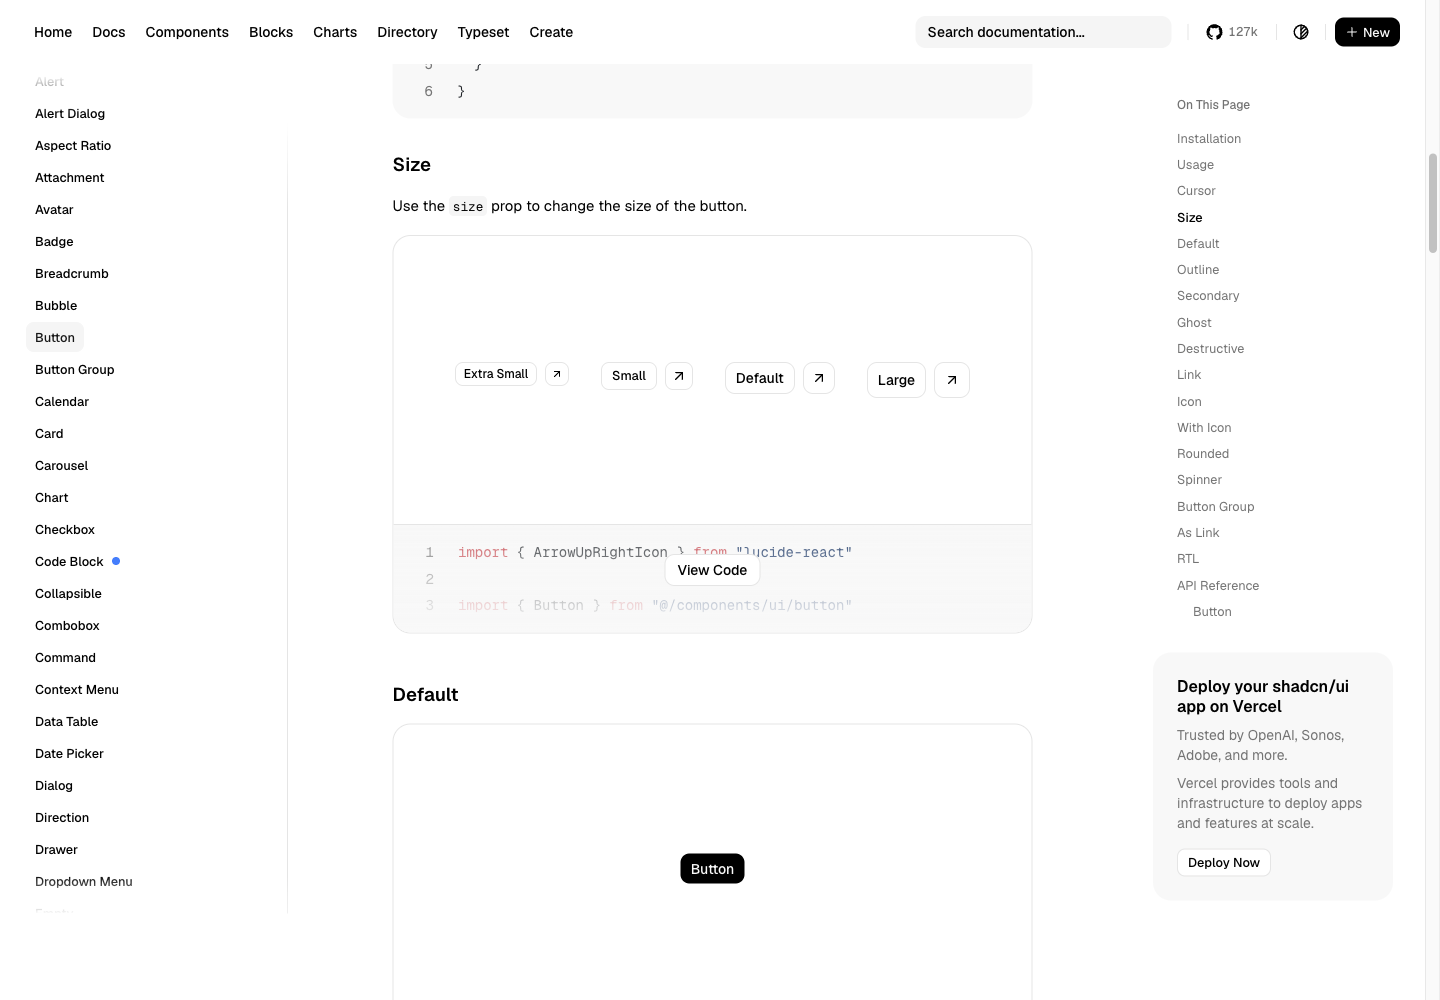 Home Docs Components Blocks Charts Directory Typeset Create
Search documentation...
127k
New
Alert
Alert Dialog
Aspect Ratio
Attachment
Avatar
Badge
Breadcrumb
Bubble
Button
Button Group
Calendar
Card
Carousel
Chart
Checkbox
Code Block
Collapsible
Combobox
Command
Context Menu
Data Table
Date Picker
Dialog
Direction
Drawer
Dropdown Menu
Empty
5 }
6 }
Size
Use the size prop to change the size of the button.
Extra Small
Small
Default
Large
1 import { ArrowUpRightIcon } from "lucide-react"
View Code
2
3 import { Button } from "@/components/ui/button"
Default
Button
On This Page
Installation
Usage
Cursor
Size
Default
Outline
Secondary
Ghost
Destructive
Link
Icon
With Icon
Rounded
Spinner
Button Group
As Link
RTL
API Reference
Button
Deploy your shadcn/ui
app on Vercel
Trusted by OpenAI, Sonos,
Adobe, and more.
Vercel provides tools and
infrastructure to deploy apps
and features at scale.
Deploy Now